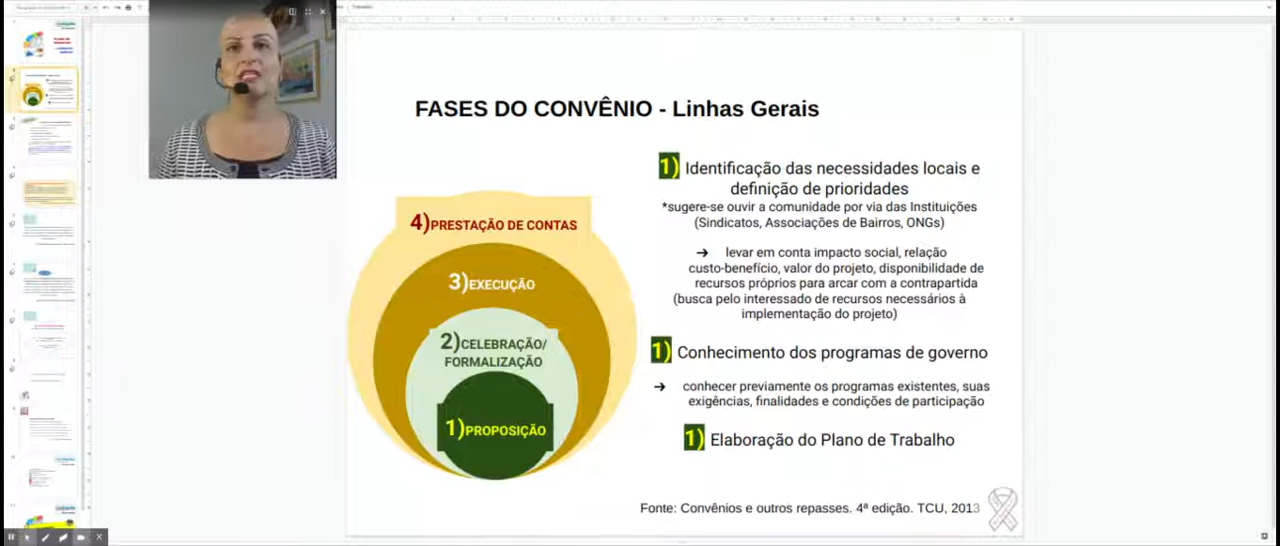 FASES DO CONVÊNIO - Linhas Gerais
4)PRESTAÇÃO DE CONTAS
3)EXECUÇÃO
2)CELEBRAÇÃO/
FORMALIZAÇÃO
1)PROPOSIÇÃO
1) Identificação das necessidades locais e
definição de prioridades
*sugere-se ouvir a comunidade por via das Instituições
(Sindicatos, Associações de Bairros, ONGs)
➔ levar em conta impacto social, relação
custo-benefício, valor do projeto, disponibilidade de
recursos próprios para arcar com a contrapartida
(busca pelo interessado de recursos necessários à
implementação do projeto)
1) Conhecimento dos programas de governo
➔ conhecer previamente os programas existentes, suas
exigências, finalidades e condições de participação
1) Elaboração do Plano de Trabalho
Fonte: Convênios e outros repasses. 4ª edição. TCU, 2013